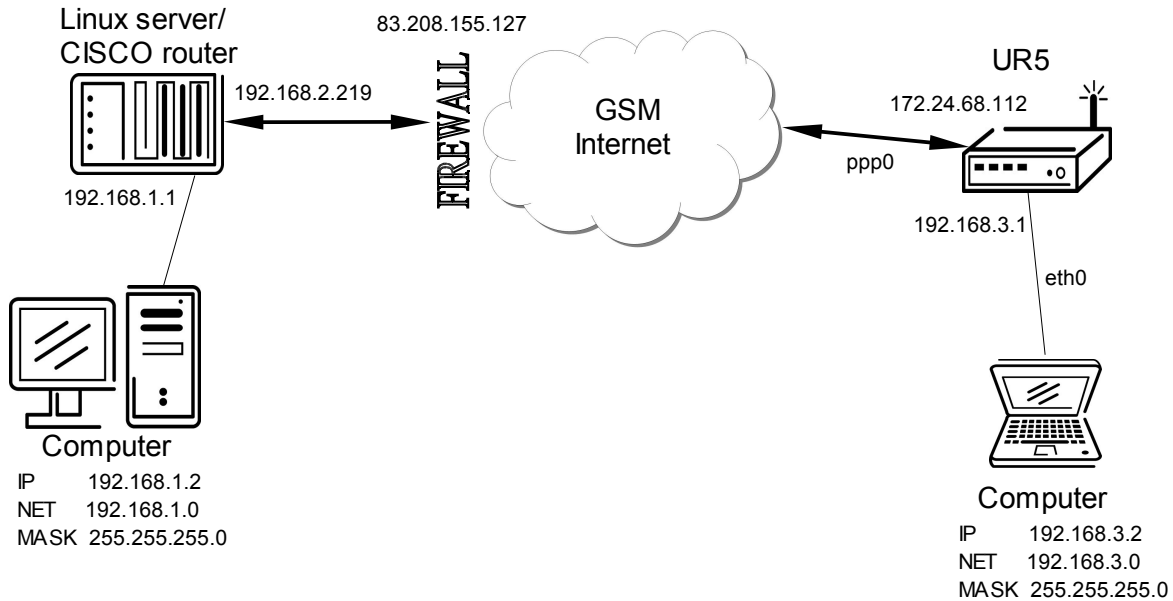 Linux server/
CISCO router
83.208.155.127
192.168.2.219
FIREWALL
GSM
Internet
UR5
172.24.68.112
ppp0
192.168.1.1
192.168.3.1
eth0
Computer
IP 192.168.1.2
NET 192.168.1.0
MASK 255.255.255.0
Computer
IP 192.168.3.2
NET 192.168.3.0
MASK 255.255.255.0